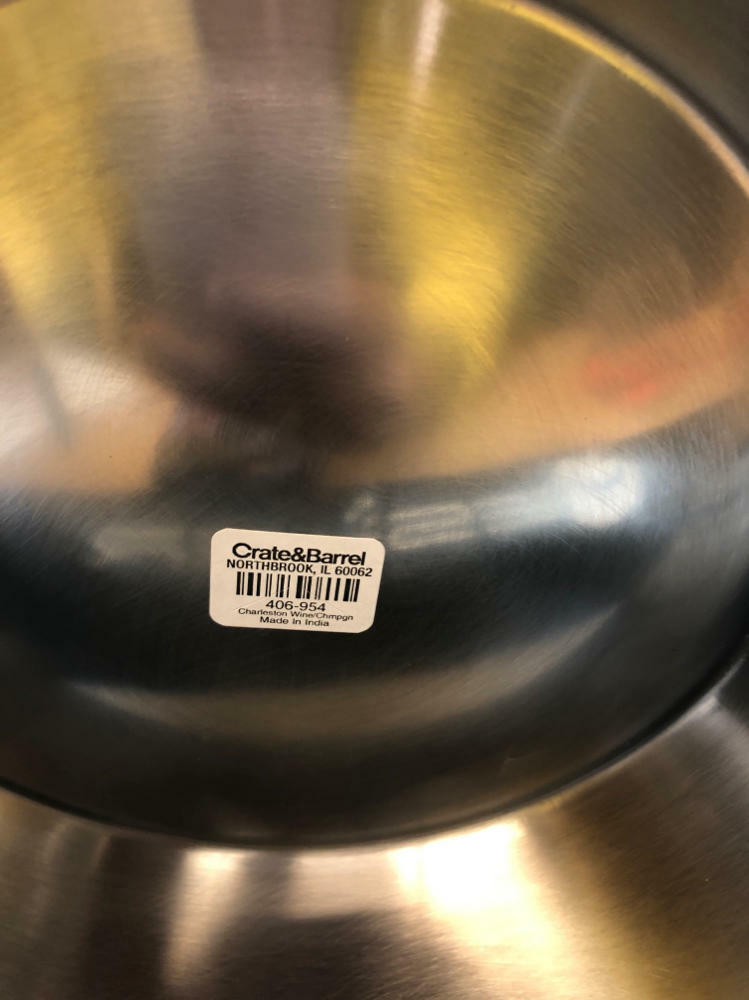 Crate&Barrel
NORTHBROOK, IL 60062
406-954
Charleston Wine/Chmpgn
Made In India